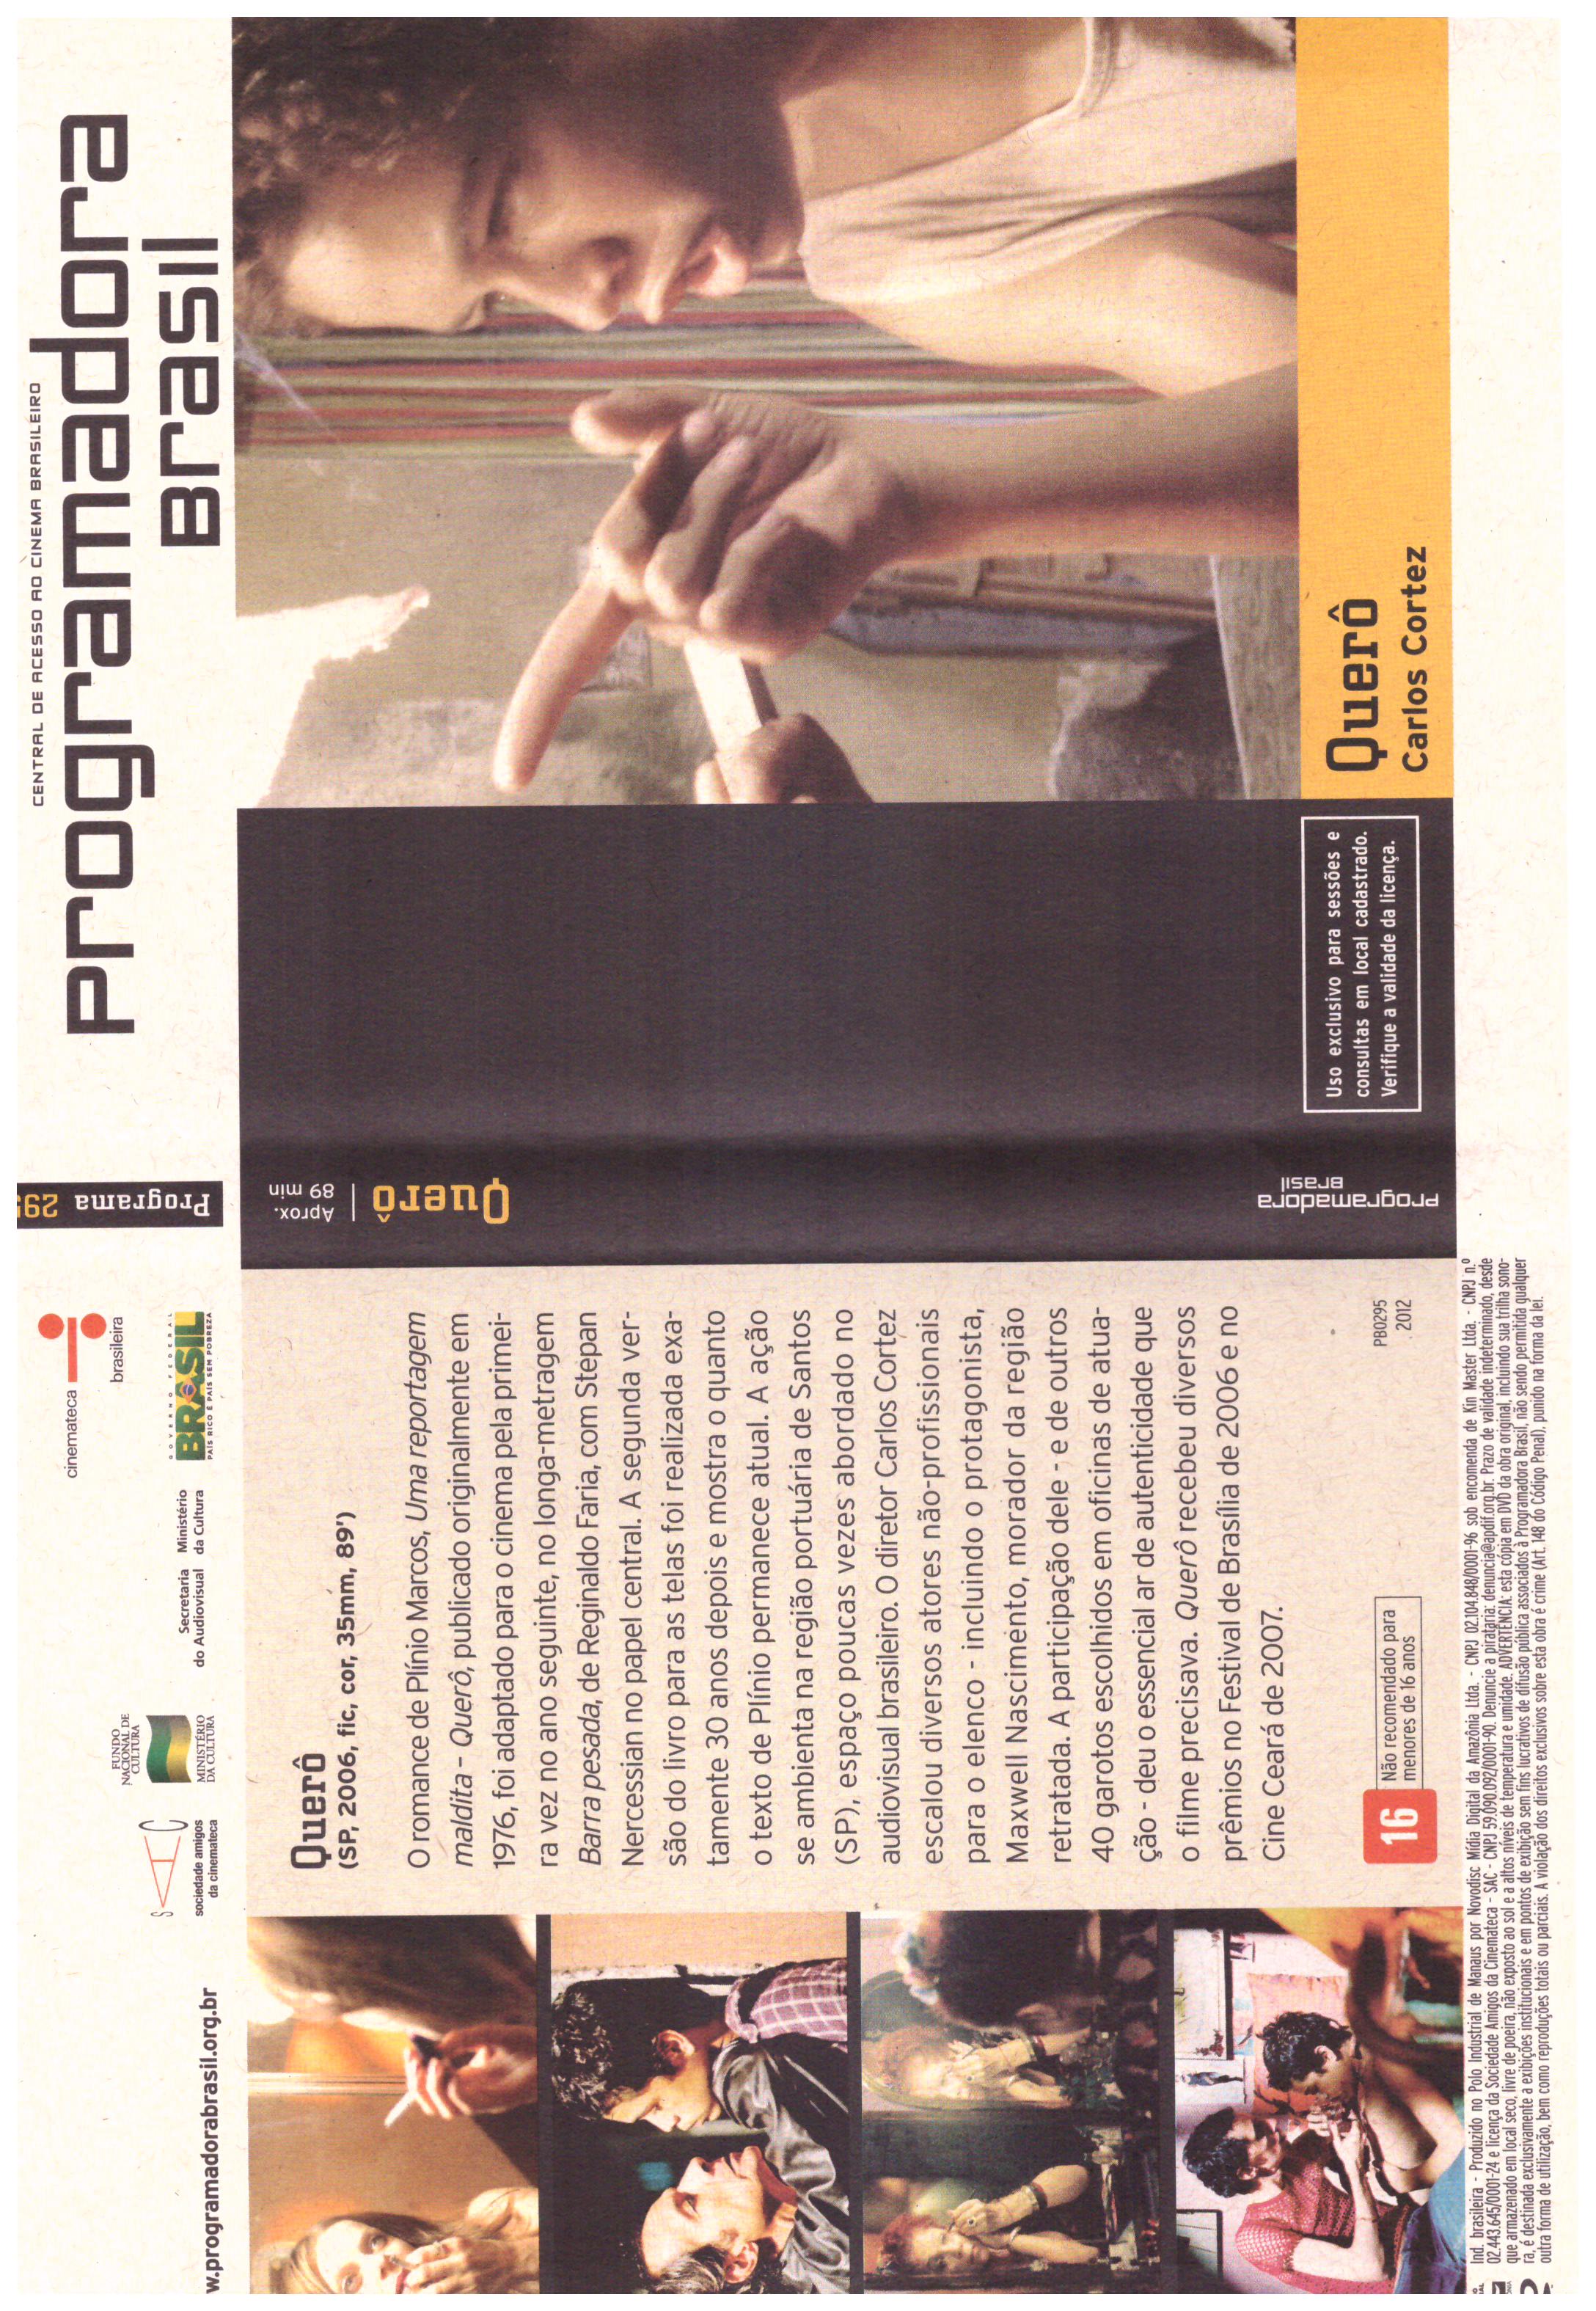 CENTRAL DE ACESSO AO CINEMA BRASILEIRO
Programadora
Brasil
Querô
Carlos Cortez
Uso exclusivo para sessões e
consultas em local cadastrado.
Verifique a validade da licença.
Programa
Aprox.
89 min
Querô
Programadora
Brasil
w.programadorabrasil.org.br
SAC
sociedade amigos
da cinemateca
FUNDO
NACIONAL DE
CULTURA
MINISTÉRIO
DA CULTURA
Secretaria
do Audiovisual
Ministério
da Cultura
cinemateca
brasileira
GOVERNO FEDERAL
BRASIL
PAÍS RICO É PAÍS SEM POBREZA
Querô
(SP, 2006, fic, cor, 35mm, 89')
O romance de Plínio Marcos, Uma reportagem
maldita - Querô, publicado originalmente em
1976, foi adaptado para o cinema pela primei-
ra vez no ano seguinte, no longa-metragem
Barra pesada, de Reginaldo Faria, com Stepan
Nercessian no papel central. A segunda ver-
são do livro para as telas foi realizada exa-
tamente 30 anos depois e mostra o quanto
o texto de Plínio permanece atual. A ação
se ambienta na região portuária de Santos
(SP), espaço poucas vezes abordado no
audiovisual brasileiro. O diretor Carlos Cortez
escalou diversos atores não-profissionais
para o elenco - incluindo o protagonista,
Maxwell Nascimento, morador da região
retratada. A participação dele - e de outros
40 garotos escolhidos em oficinas de atua-
ção - deu o essencial ar de autenticidade que
o filme precisava. Querô recebeu diversos
prêmios no Festival de Brasília de 2006 e no
Cine Ceará de 2007.
16
Não recomendado para
menores de 16 anos
PB0295
2012
Ind. brasileira - Produzido no Polo Industrial de Manaus por Novodisc Mídia Digital da Amazônia Ltda. - CNPJ 02.104.848/0001-96 sob encomenda de Kin Master Ltda. - CNPJ n.º
02.443.645/0001-24 e licença da Sociedade Amigos da Cinemateca - SAC - CNPJ 59.090.092/0001-90. Denuncie a pirataria: denuncia@apdif.org.br. Prazo de validade indeterminado, desde
que armazenado em local seco, livre de poeira, não exposto ao sol e a altos níveis de temperatura e umidade. ADVERTÊNCIA: esta cópia em DVD da obra original, incluindo sua trilha sono-
ra, é destinada exclusivamente a exibições institucionais e em pontos de exibição sem fins lucrativos de difusão pública associados à Programadora Brasil, não sendo permitida qualquer
outra forma de utilização, bem como reproduções totais ou parciais. A violação dos direitos exclusivos sobre esta obra é crime (Art. 148 do Código Penal), punido na forma da lei.